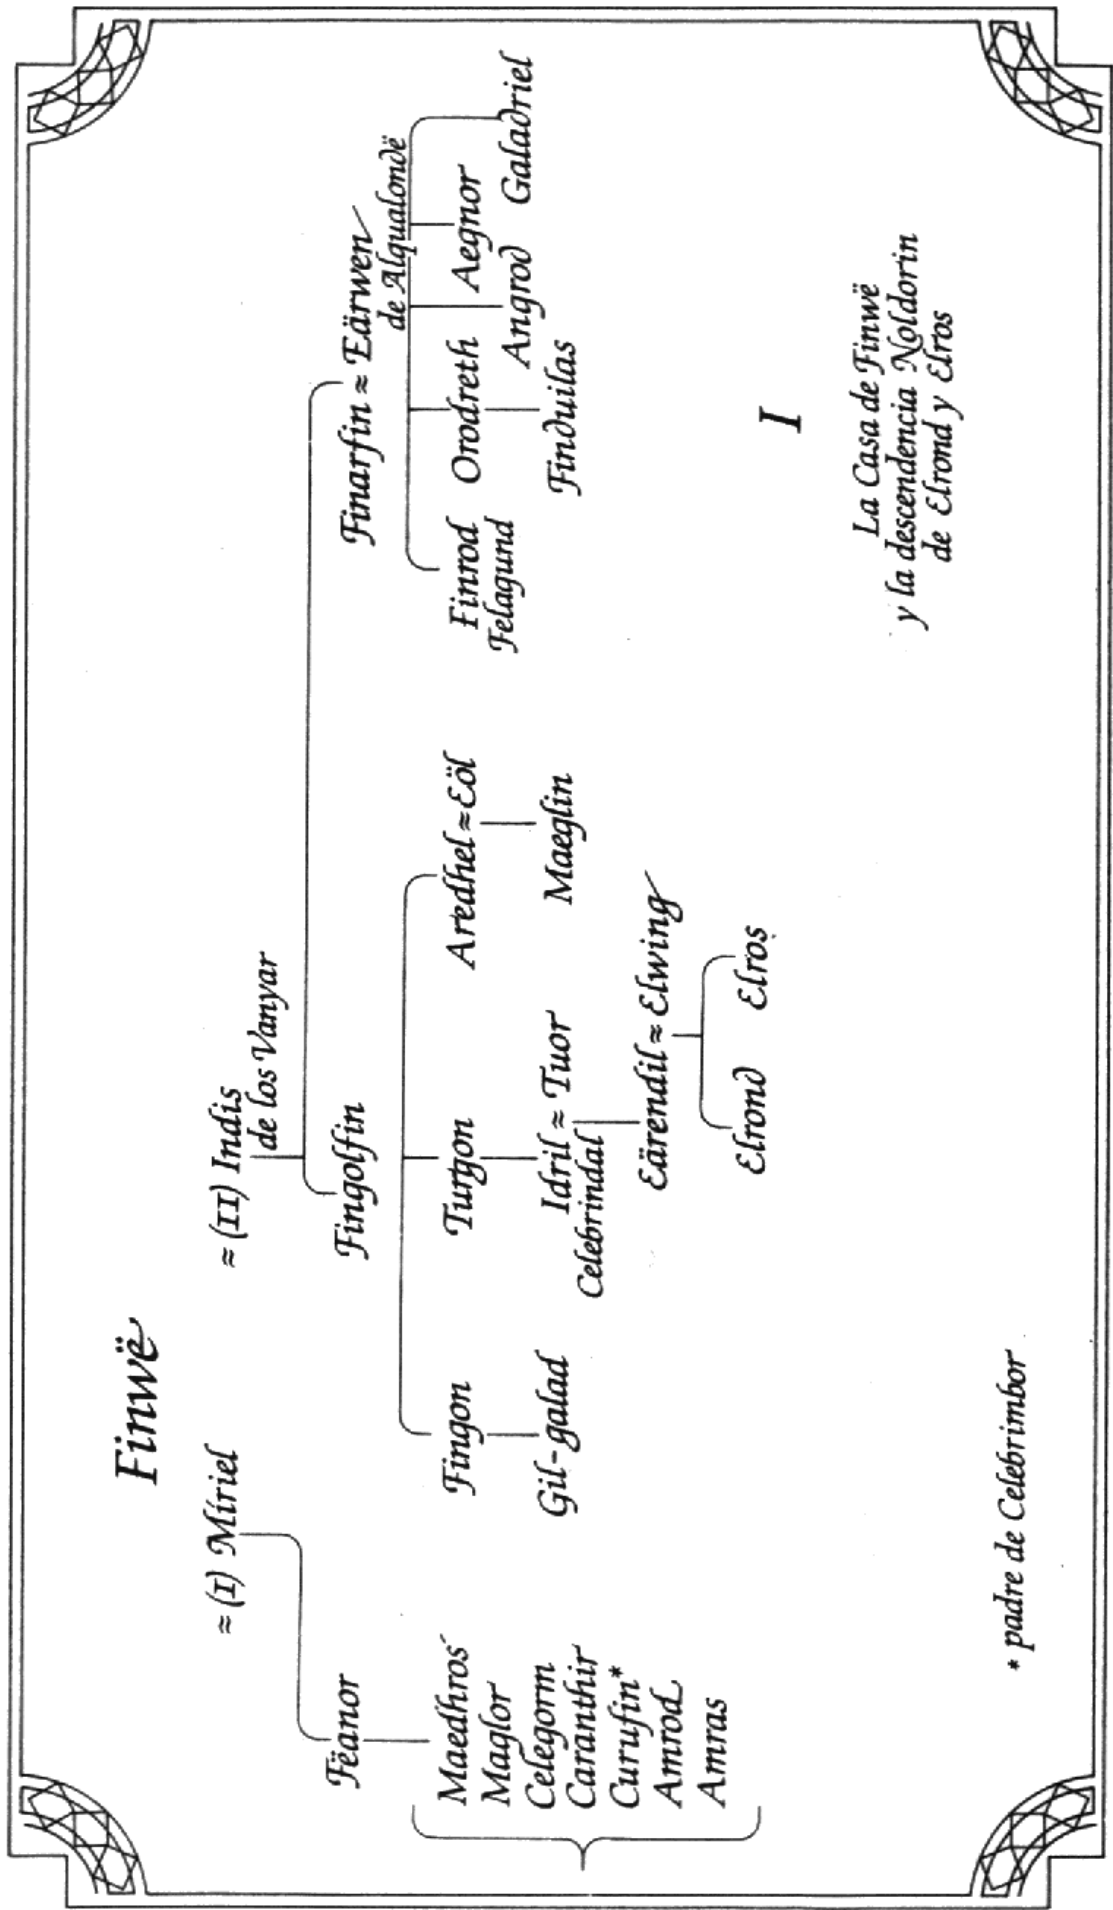 Finwë
≈ (I) Míriel
≈ (II) Indis
de los Vanyar
Fëanor
Fingolfin
Finarfin ≈ Eärwen
de Alqualondë
Maedhros
Maglor
Celegorm
Caranthir
Curufin*
Amrod
Amras
Fingon
Turgon
Aredhel ≈ Eöl
Finrod
Felagund
Orodreth
Angrod
Aegnor
Galadriel
Gil-galad
Idril ≈ Tuor
Celebrindal
Maeglin
Finduilas
Eärendil ≈ Elwing
Elrond
Elros
I
La Casa de Finwë
y la descendencia Noldorin
de Elrond y Elros
* padre de Celebrimbor